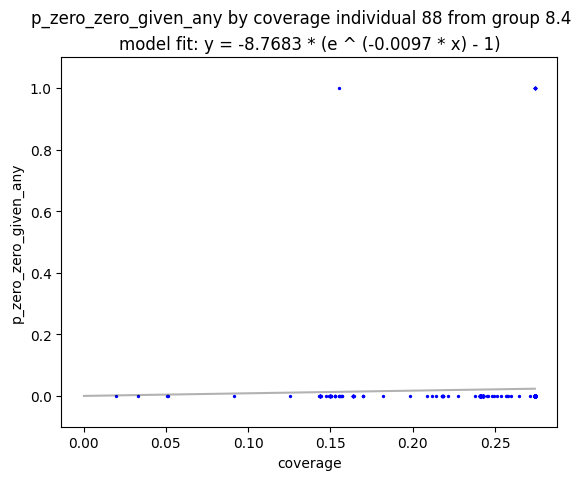 p_zero_zero_given_any by coverage individual 88 from group 8.4
model fit: y = -8.7683 * (e ^ (-0.0097 * x) - 1)
1.0
0.8
0.6
0.4
0.2
0.0
p_zero_zero_given_any
0.00 0.05 0.10 0.15 0.20 0.25
coverage